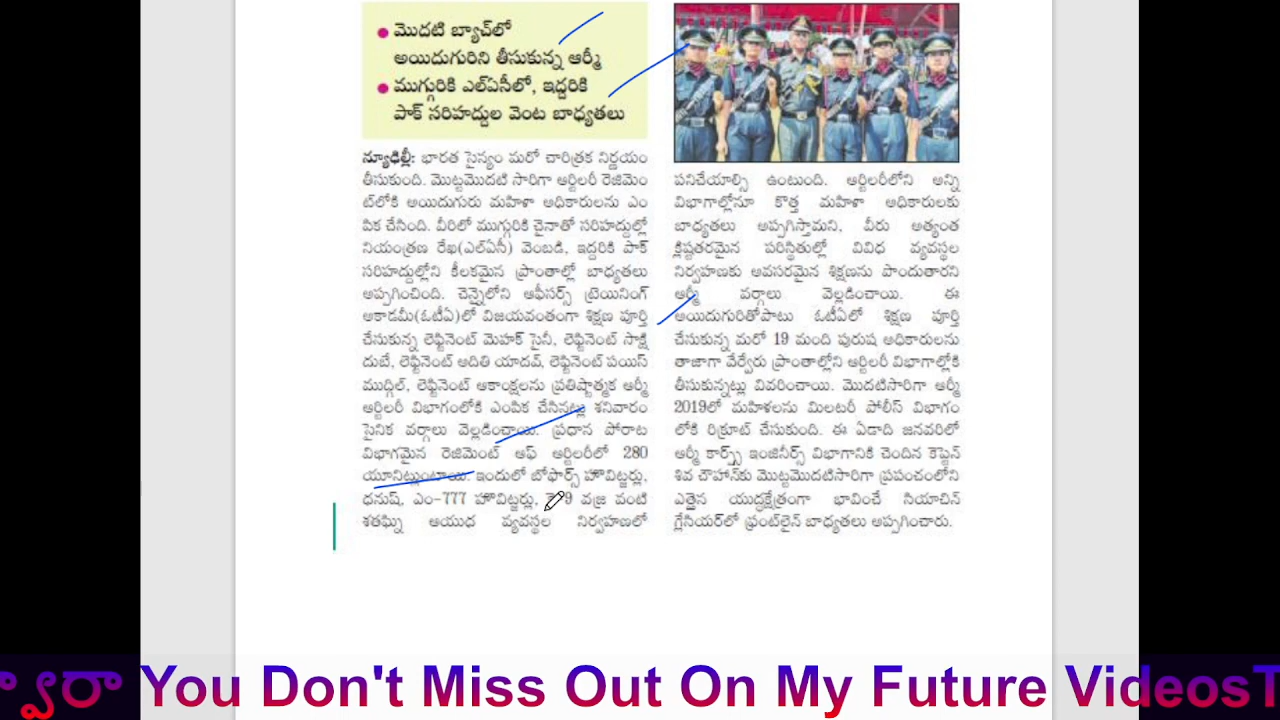 మొదటి బ్యాచ్‌లో
అయిదుగురిని తీసుకున్న ఆర్మీ
ముగ్గురికి ఎల్ఏసీలో, ఇద్దరికి
పాక్ సరిహద్దుల వెంట బాధ్యతలు
న్యూఢిల్లీ: భారత సైన్యం మరో చారిత్రక నిర్ణయం
తీసుకుంది. మొట్టమొదటి సారిగా ఆర్టిలరీ రెజిమెం
ట్‌లోకి అయిదుగురు మహిళా అధికారులను ఎం
పిక చేసింది. వీరిలో ముగ్గురికి చైనాతో సరిహద్దుల్లో
నియంత్రణ రేఖ(ఎల్ఏసీ) వెంబడి, ఇద్దరికి పాక్
సరిహద్దుల్లోని కీలకమైన ప్రాంతాల్లో బాధ్యతలు
అప్పగించింది. చెన్నైలోని ఆఫీసర్స్ ట్రెయినింగ్
అకాడమీ(ఓటీఏ)లో విజయవంతంగా శిక్షణ పూర్తి
చేసుకున్న లెఫ్టినెంట్ మెహక్ సైనీ, లెఫ్టినెంట్ సాక్షి
దుబే, లెఫ్టినెంట్ అదితి యాదవ్, లెఫ్టినెంట్ పయిస్
ముద్గిల్, లెఫ్టినెంట్ ఆకాంక్షలను ప్రతిష్టాత్మక ఆర్మీ
ఆర్టిలరీ విభాగంలోకి ఎంపిక చేసినట్లు శనివారం
సైనిక వర్గాలు వెల్లడించాయి. ప్రధాన పోరాట
విభాగమైన రెజిమెంట్ ఆఫ్ ఆర్టిలరీలో 280
యూనిట్లుంటాయి. ఇందులో బోఫోర్స్ హొవిట్జర్లు,
ధనుష్, ఎం-777 హొవిట్జర్లు, వజ్ర వంటి
శతఘ్ని ఆయుధ వ్యవస్థల నిర్వహణలో
పనిచేయాల్సి ఉంటుంది. ఆర్టిలరీలోని అన్ని
విభాగాల్లోనూ కొత్త మహిళా అధికారులకు
బాధ్యతలు అప్పగిస్తామని, వీరు అత్యంత
క్లిష్టతరమైన పరిస్థితుల్లో వివిధ వ్యవస్థల
నిర్వహణకు అవసరమైన శిక్షణను పొందుతారని
ఆర్మీ వర్గాలు వెల్లడించాయి. ఈ
అయిదుగురితోపాటు ఓటీఏలో శిక్షణ పూర్తి
చేసుకున్న మరో 19 మంది పురుష అధికారులను
తాజాగా వేర్వేరు ప్రాంతాల్లోని ఆర్టిలరీ విభాగాల్లోకి
తీసుకున్నట్లు వివరించాయి. మొదటిసారిగా ఆర్మీ
2019లో మహిళలను మిలటరీ పోలీస్ విభాగం
లోకి రిక్రూట్ చేసుకుంది. ఈ ఏడాది జనవరిలో
ఆర్మీ కార్ప్స్ ఇంజినీర్స్ విభాగానికి చెందిన కెప్టెన్
శివ చౌహాన్‌కు మొట్టమొదటిసారిగా ప్రపంచంలోని
ఎత్తైన యుద్ధక్షేత్రంగా భావించే సియాచిన్
గ్లేసియర్‌లో ఫ్రంట్‌లైన్ బాధ్యతలు అప్పగించారు.
ద్వారా You Don't Miss Out On My Future VideosT